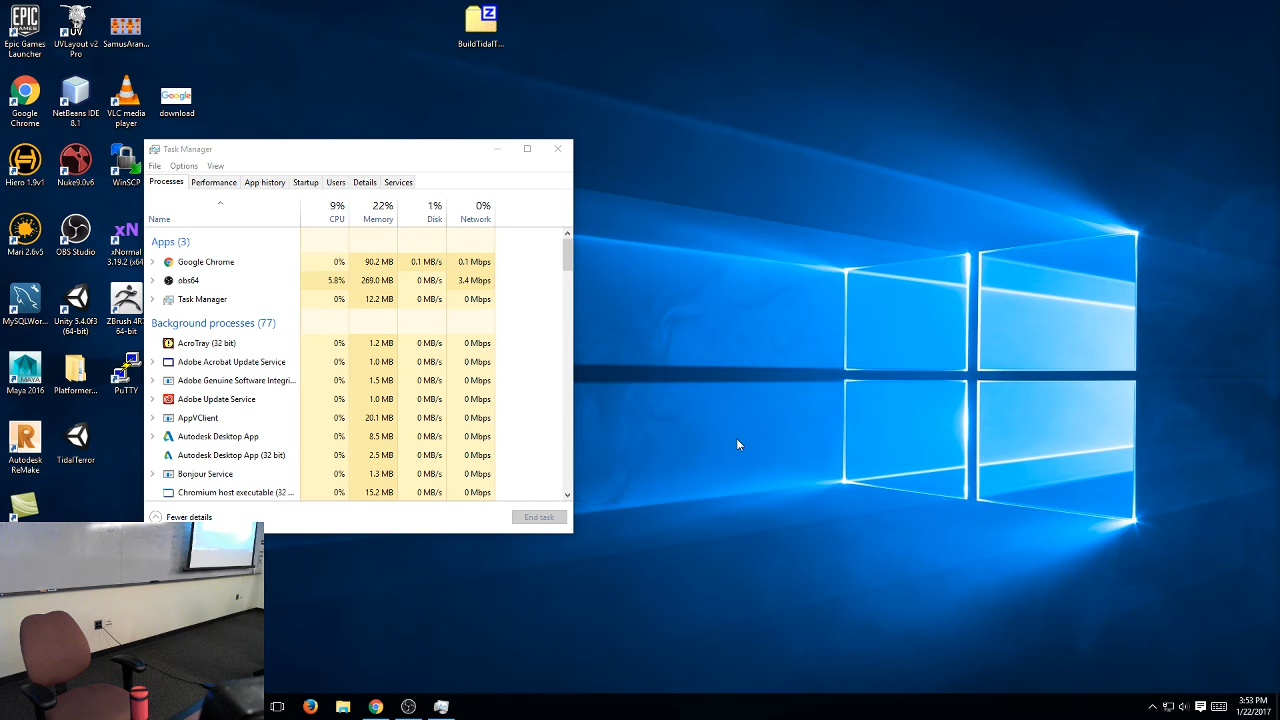 Epic Games
Launcher
UVLayout v2
Pro
SamusAran...
BuildTidalT...
Google
Chrome
NetBeans IDE
8.1
VLC media
player
Google
download
Hiero 1.9v1
Nuke9.0v6
WinSCP
Mari 2.6v5
OBS Studio
xN
xNormal
3.19.2 (x64
MySQLWor...
Unity 5.4.0f3
(64-bit)
ZBrush 4R7
64-bit
Maya 2016
Platformer...
PuTTY
Autodesk
ReMake
TidalTerror
Task Manager
File Options View
Processes Performance App history Startup Users Details Services
9% 22% 1% 0%
Name CPU Memory Disk Network
Apps (3)
Google Chrome 0% 90.2 MB 0.1 MB/s 0.1 Mbps
obs64 5.8% 269.0 MB 0 MB/s 3.4 Mbps
Task Manager 0% 12.2 MB 0 MB/s 0 Mbps
Background processes (77)
AcroTray (32 bit) 0% 1.2 MB 0 MB/s 0 Mbps
Adobe Acrobat Update Service 0% 1.0 MB 0 MB/s 0 Mbps
Adobe Genuine Software Integri... 0% 1.5 MB 0 MB/s 0 Mbps
Adobe Update Service 0% 1.0 MB 0 MB/s 0 Mbps
AppVClient 0% 20.1 MB 0 MB/s 0 Mbps
Autodesk Desktop App 0% 8.5 MB 0 MB/s 0 Mbps
Autodesk Desktop App (32 bit) 0% 2.5 MB 0 MB/s 0 Mbps
Bonjour Service 0% 1.3 MB 0 MB/s 0 Mbps
Chromium host executable (32 ... 0% 15.2 MB 0 MB/s 0 Mbps
Fewer details End task
3:53 PM
1/22/2017